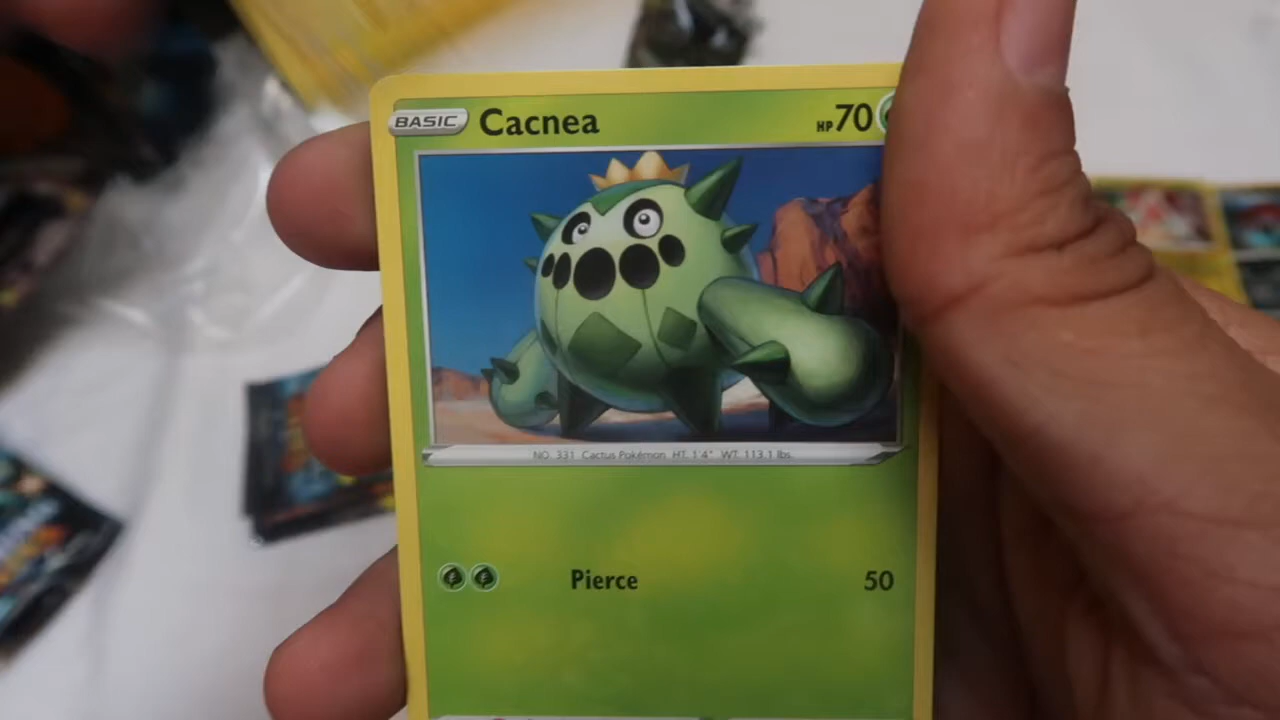 BASIC Cacnea HP 70
NO. 331 Cactus Pokémon HT. 1'4" WT. 113.1 lbs.
Pierce 50